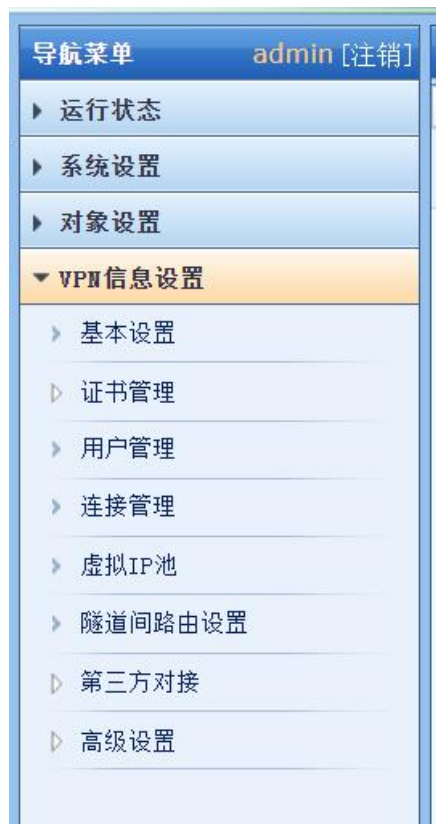 导航菜单 admin [注销]
运行状态
系统设置
对象设置
VPN信息设置
基本设置
证书管理
用户管理
连接管理
虚拟IP池
隧道间路由设置
第三方对接
高级设置